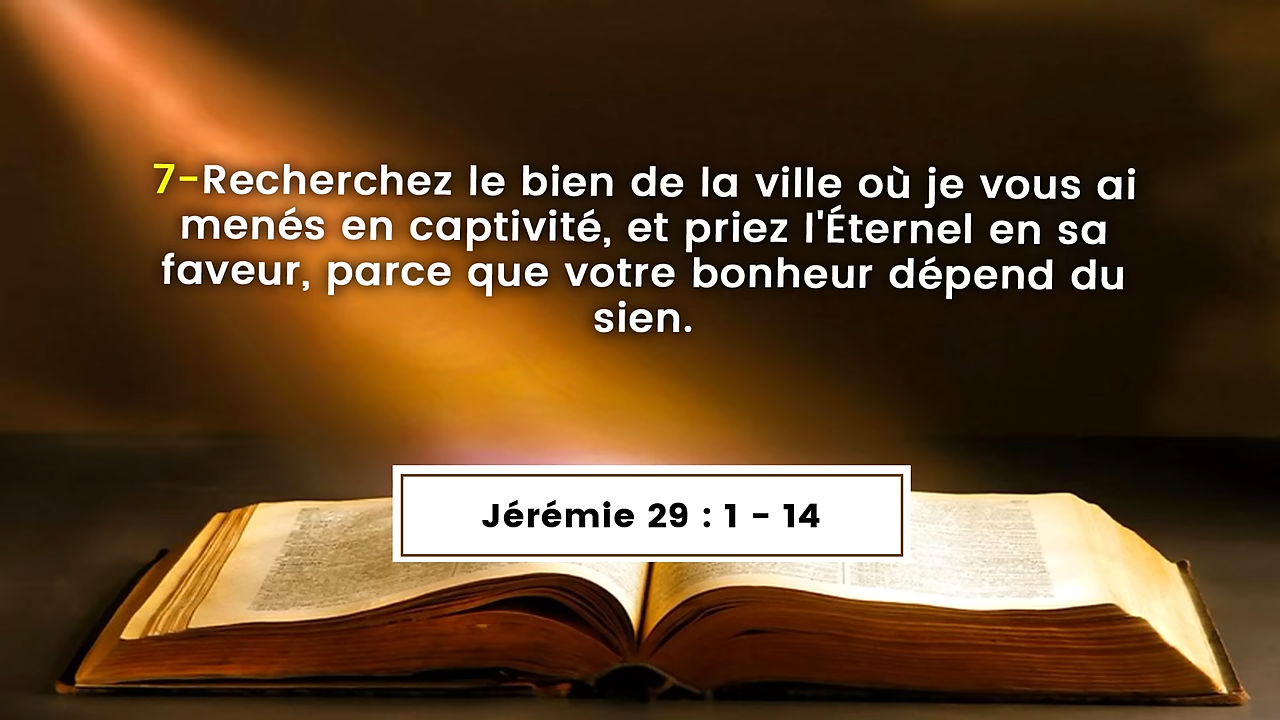 7-Recherchez le bien de la ville où je vous ai
menés en captivité, et priez l'Éternel en sa
faveur, parce que votre bonheur dépend du
sien.
Jérémie 29 : 1 - 14